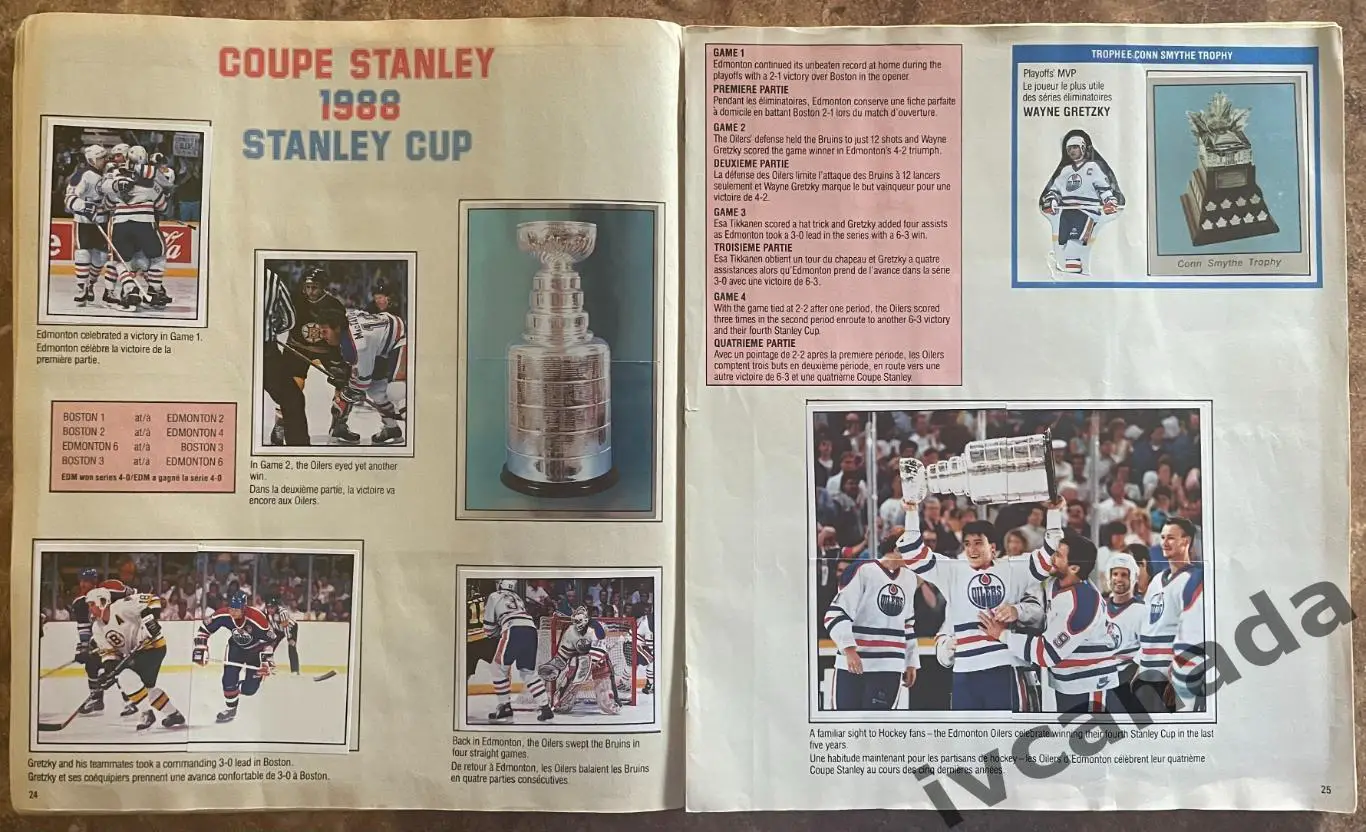 COUPE STANLEY
1988
STANLEY CUP
Edmonton celebrated a victory in Game 1.
Edmonton célèbre la victoire de la
première partie.
BOSTON 1 at/à EDMONTON 2
BOSTON 2 at/à EDMONTON 4
EDMONTON 6 at/à BOSTON 3
BOSTON 3 at/à EDMONTON 6
EDM won series 4-0/EDM a gagné la série 4-0
In Game 2, the Oilers eyed yet another
win.
Dans la deuxième partie, la victoire va
encore aux Oilers.
Gretzky and his teammates took a commanding 3-0 lead in Boston.
Gretzky et ses coéquipiers prennent une avance confortable de 3-0 à Boston.
Back in Edmonton, the Oilers swept the Bruins in
four straight games.
De retour à Edmonton, les Oilers balaient les Bruins
en quatre parties consécutives.
24
GAME 1
Edmonton continued its unbeaten record at home during the
playoffs with a 2-1 victory over Boston in the opener.
PREMIERE PARTIE
Pendant les éliminatoires, Edmonton conserve une fiche parfaite
à domicile en battant Boston 2-1 lors du match d'ouverture.
GAME 2
The Oilers' defense held the Bruins to just 12 shots and Wayne
Gretzky scored the game winner in Edmonton's 4-2 triumph.
DEUXIEME PARTIE
La défense des Oilers limite l'attaque des Bruins à 12 lancers
seulement et Wayne Gretzky marque le but vainqueur pour une
victoire de 4-2.
GAME 3
Esa Tikkanen scored a hat trick and Gretzky added four assists
as Edmonton took a 3-0 lead in the series with a 6-3 win.
TROISIEME PARTIE
Esa Tikkanen obtient un tour du chapeau et Gretzky a quatre
assistances alors qu'Edmonton prend de l'avance dans la série
3-0 avec une victoire de 6-3.
GAME 4
With the game tied at 2-2 after one period, the Oilers scored
three times in the second period enroute to another 6-3 victory
and their fourth Stanley Cup.
QUATRIEME PARTIE
Avec un pointage de 2-2 après la première période, les Oilers
comptent trois buts en deuxième période, en route vers une
autre victoire de 6-3 et une quatrième Coupe Stanley.
TROPHEE CONN SMYTHE TROPHY
Playoffs' MVP
Le joueur le plus utile
des séries éliminatoires
WAYNE GRETZKY
Conn Smythe Trophy
OILERS
OILERS
9
A familiar sight to Hockey fans – the Edmonton Oilers celebrate winning their fourth Stanley Cup in the last
five years.
Une habitude maintenant pour les partisans de hockey – les Oilers d'Edmonton célèbrent leur quatrième
Coupe Stanley au cours des cinq dernières années.
25
ivcanada